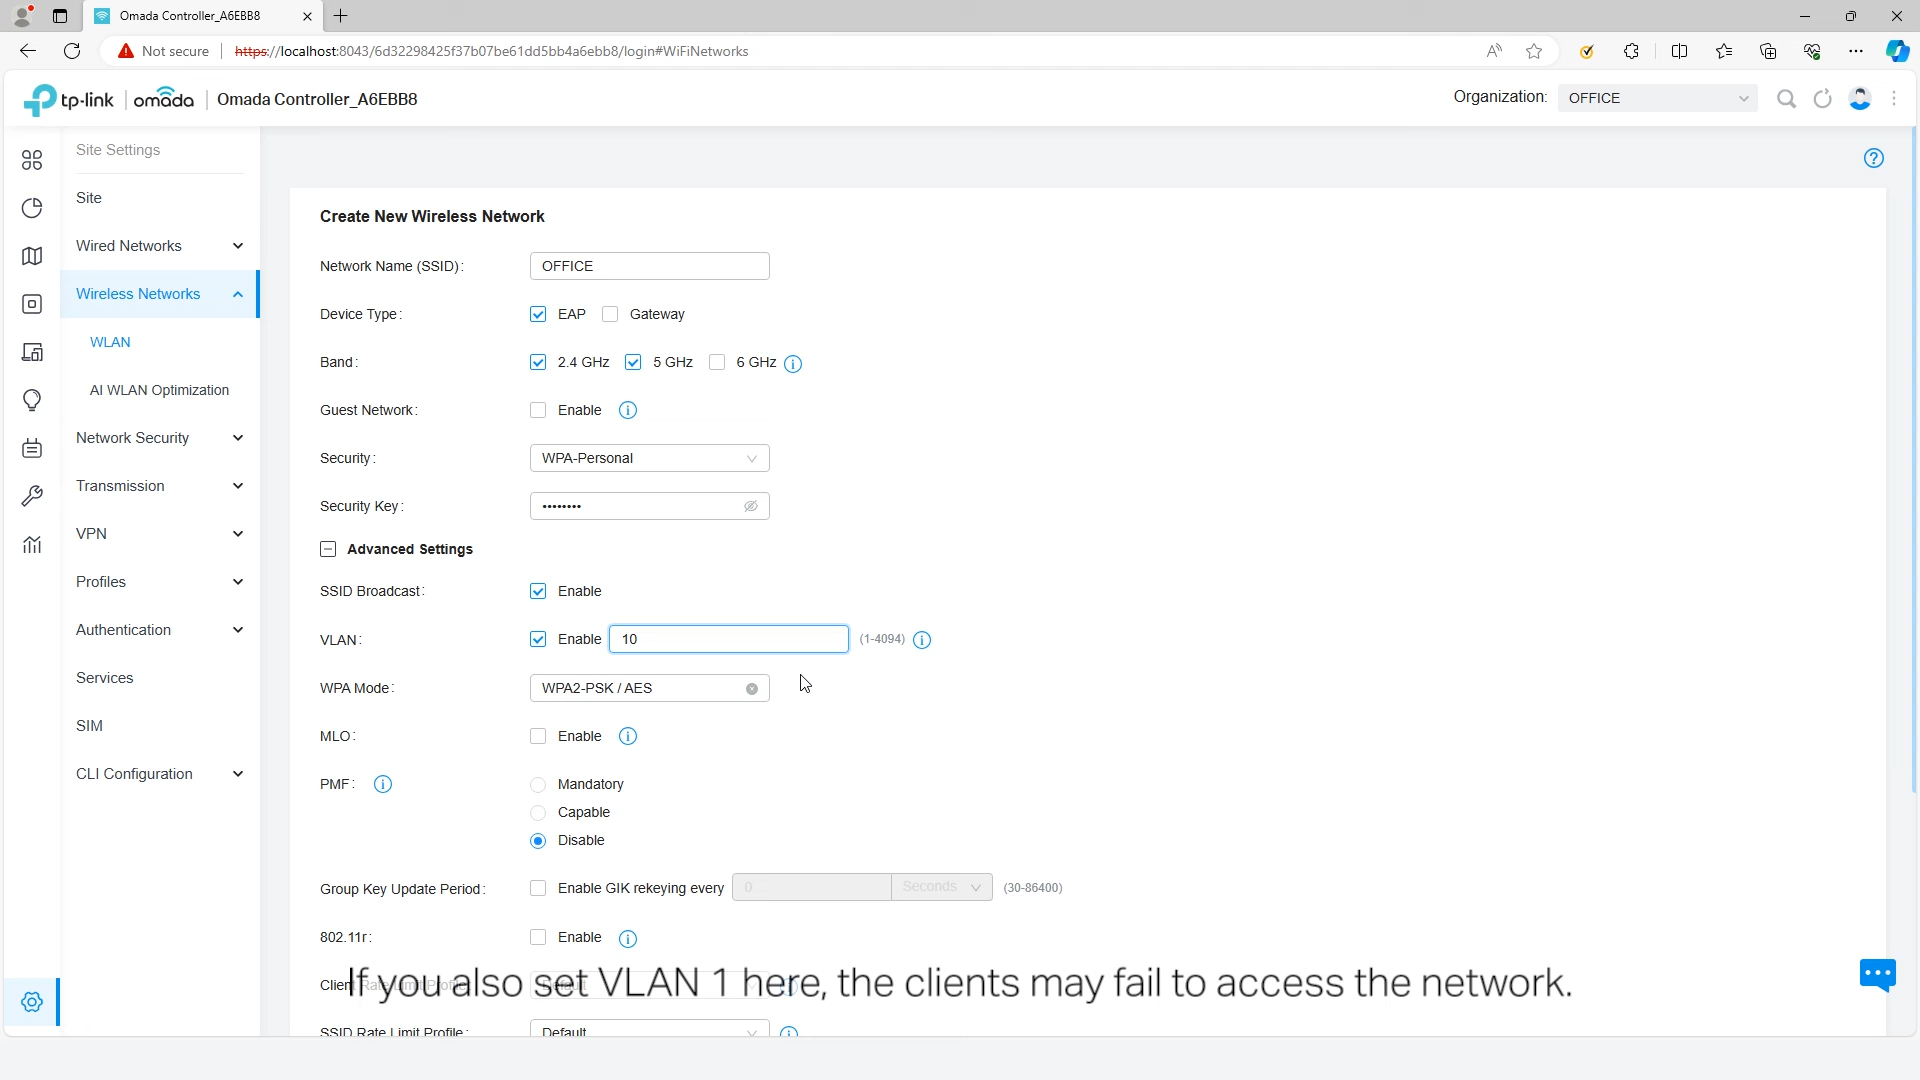 Omada Controller_A6EBB8
Not secure
https://localhost:8043/6d32298425f37b07be61dd5bb4a6ebb8/login#WiFiNetworks
tp-link omada Omada Controller_A6EBB8
Organization: OFFICE
Site Settings
Site
Wired Networks
Wireless Networks
WLAN
AI WLAN Optimization
Network Security
Transmission
VPN
Profiles
Authentication
Services
SIM
CLI Configuration
Create New Wireless Network
Network Name (SSID): OFFICE
Device Type: EAP Gateway
Band: 2.4 GHz 5 GHz 6 GHz
Guest Network: Enable
Security: WPA-Personal
Security Key: ••••••••
Advanced Settings
SSID Broadcast: Enable
VLAN: Enable 10 (1-4094)
WPA Mode: WPA2-PSK / AES
MLO: Enable
PMF: Mandatory
Capable
Disable
Group Key Update Period: Enable GIK rekeying every 0 Seconds (30-86400)
802.11r: Enable
Client Rate Limit Profile: Default
If you also set VLAN 1 here, the clients may fail to access the network.
SSID Rate Limit Profile: Default